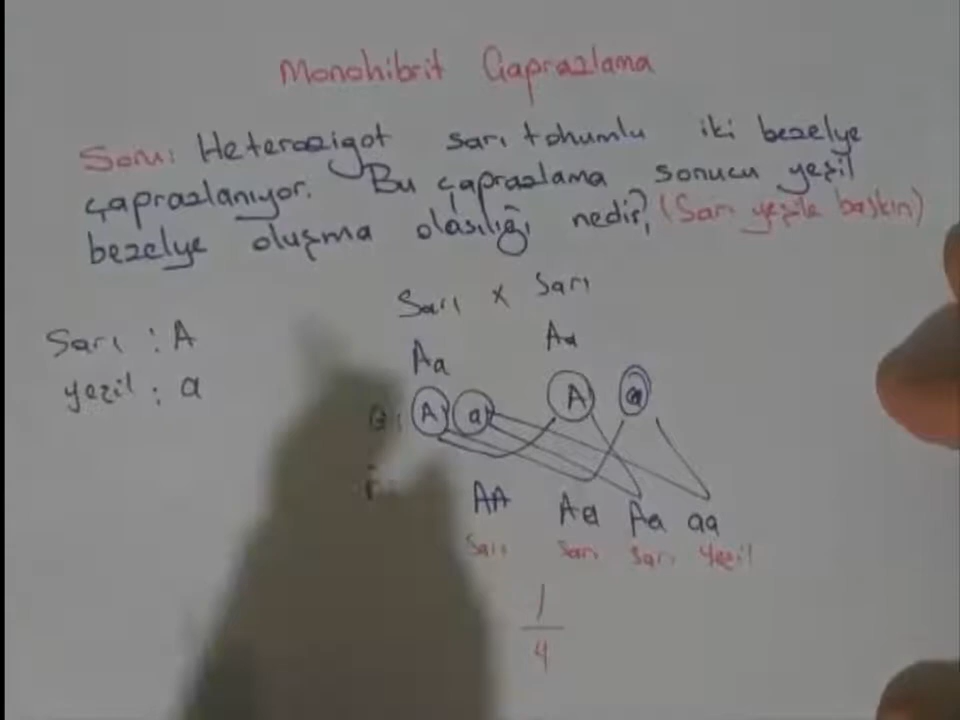 Monohibrit Çaprazlama
Soru: Heterozigot sarı tohumlu iki bezelye
çaprazlanıyor. Bu çaprazlama sonucu yeşil
bezelye oluşma olasılığı nedir? (Sarı yeşile baskın)
Sarı x Sarı
Sarı : A
Aa Aa
yeşil : a
G: A a A a
F: AA Aa Aa aa
Sarı Sarı Sarı Yeşil
1
4